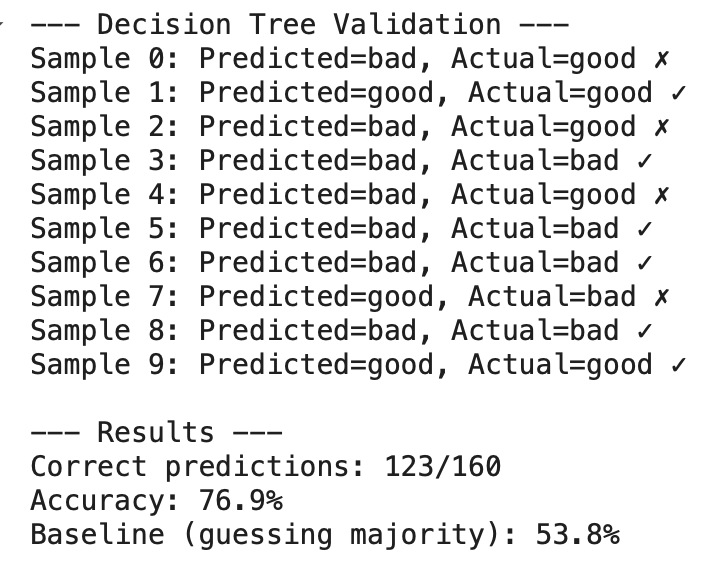 --- Decision Tree Validation ---
Sample 0: Predicted=bad, Actual=good ✗
Sample 1: Predicted=good, Actual=good ✓
Sample 2: Predicted=bad, Actual=good ✗
Sample 3: Predicted=bad, Actual=bad ✓
Sample 4: Predicted=bad, Actual=good ✗
Sample 5: Predicted=bad, Actual=bad ✓
Sample 6: Predicted=bad, Actual=bad ✓
Sample 7: Predicted=good, Actual=bad ✗
Sample 8: Predicted=bad, Actual=bad ✓
Sample 9: Predicted=good, Actual=good ✓

--- Results ---
Correct predictions: 123/160
Accuracy: 76.9%
Baseline (guessing majority): 53.8%